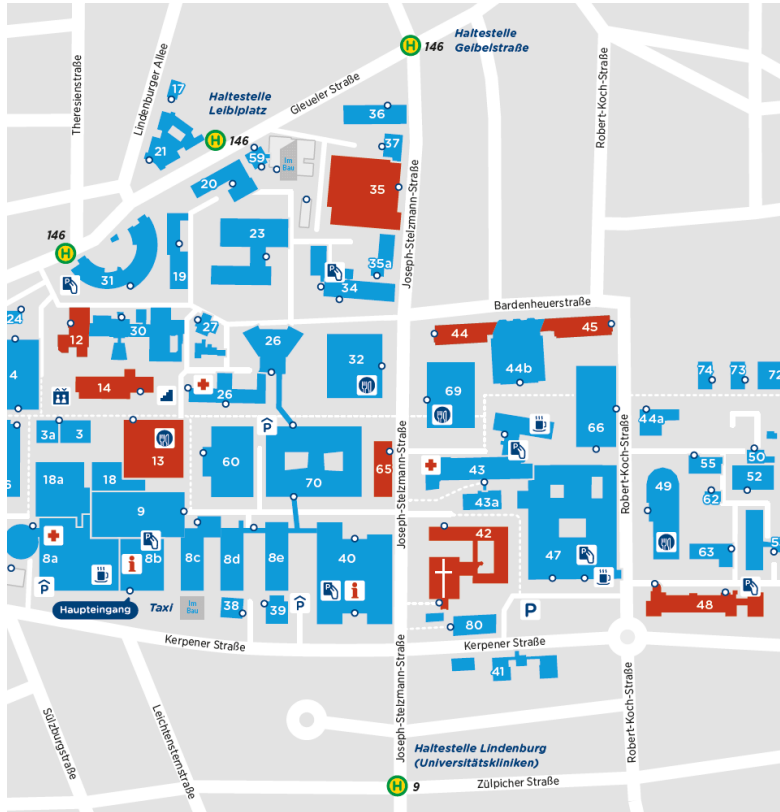 Haltestelle
Geibelstraße
146
Theresienstraße
Lindenburger Allee
Gleueler Straße
Robert-Koch-Straße
17
Haltestelle
Leiblplatz
H
146
H
36
37
21
59
Im
Bau
20
35
Joseph-Stelzmann-Straße
23
146
H
31
19
35a
34
P
P
Bardenheuerstraße
24
12
30
27
26
32
44
45
44b
4
14
26
69
74
73
72
3a
3
13
P
60
70
65
66
44a
P
43
43a
50
55
52
62
49
18a
18
9
P
8a
8b
8c
8d
8e
40
P
i
i
42
47
P
63
5
Joseph-Stelzmann-Straße
Robert-Koch-Straße
P
Haupteingang
Taxi
Im
Bau
38
39
P
P
80
48
P
Kerpener Straße
Kerpener Straße
41
Sülzburgstraße
Leichtensternstraße
Joseph-Stelzmann-Straße
Robert-Koch-Straße
Haltestelle Lindenburg
(Universitätskliniken)
H
9
Zülpicher Straße